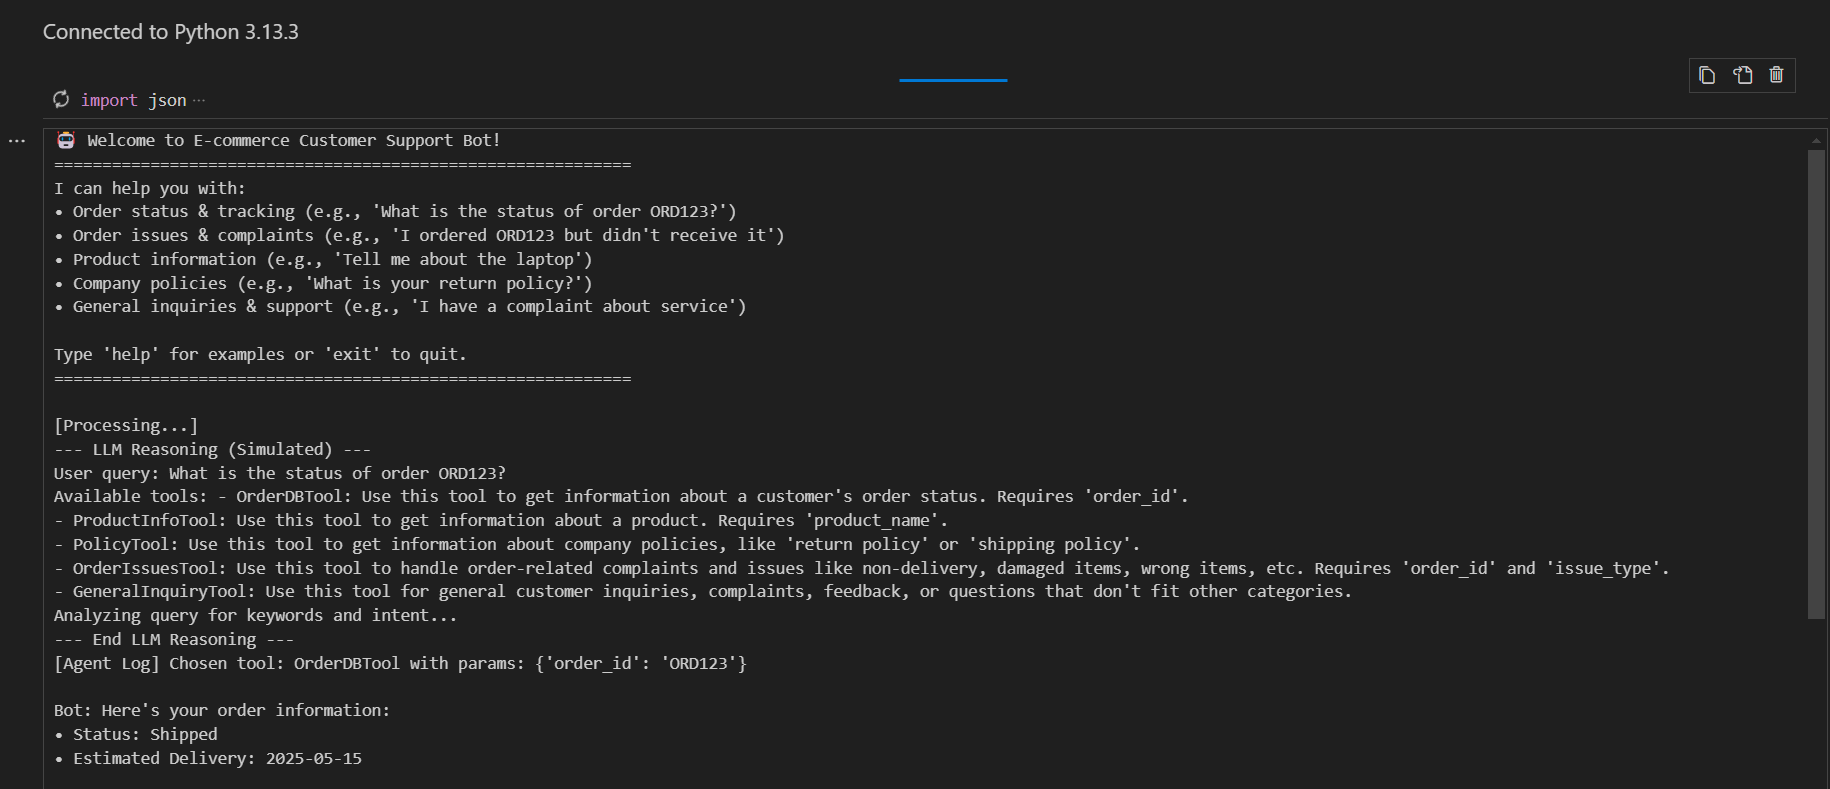 Connected to Python 3.13.3
import json ...
🤖 Welcome to E-commerce Customer Support Bot!
============================================================
I can help you with:
• Order status & tracking (e.g., 'What is the status of order ORD123?')
• Order issues & complaints (e.g., 'I ordered ORD123 but didn't receive it')
• Product information (e.g., 'Tell me about the laptop')
• Company policies (e.g., 'What is your return policy?')
• General inquiries & support (e.g., 'I have a complaint about service')
Type 'help' for examples or 'exit' to quit.
============================================================
[Processing...]
--- LLM Reasoning (Simulated) ---
User query: What is the status of order ORD123?
Available tools: - OrderDBTool: Use this tool to get information about a customer's order status. Requires 'order_id'.
- ProductInfoTool: Use this tool to get information about a product. Requires 'product_name'.
- PolicyTool: Use this tool to get information about company policies, like 'return policy' or 'shipping policy'.
- OrderIssuesTool: Use this tool to handle order-related complaints and issues like non-delivery, damaged items, wrong items, etc. Requires 'order_id' and 'issue_type'.
- GeneralInquiryTool: Use this tool for general customer inquiries, complaints, feedback, or questions that don't fit other categories.
Analyzing query for keywords and intent...
--- End LLM Reasoning ---
[Agent Log] Chosen tool: OrderDBTool with params: {'order_id': 'ORD123'}
Bot: Here's your order information:
• Status: Shipped
• Estimated Delivery: 2025-05-15